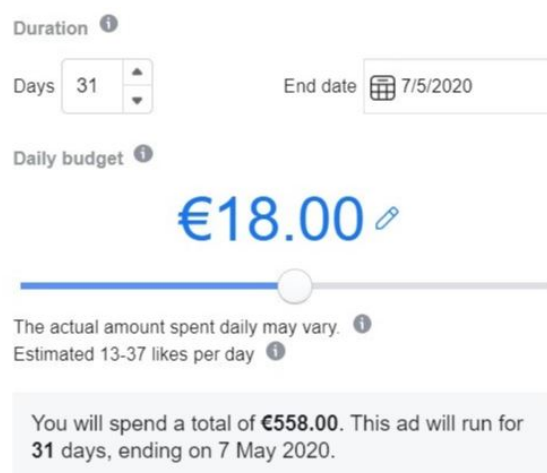 Duration
Days 31 End date 7/5/2020
Daily budget
€18.00
The actual amount spent daily may vary.
Estimated 13-37 likes per day
You will spend a total of €558.00. This ad will run for
31 days, ending on 7 May 2020.